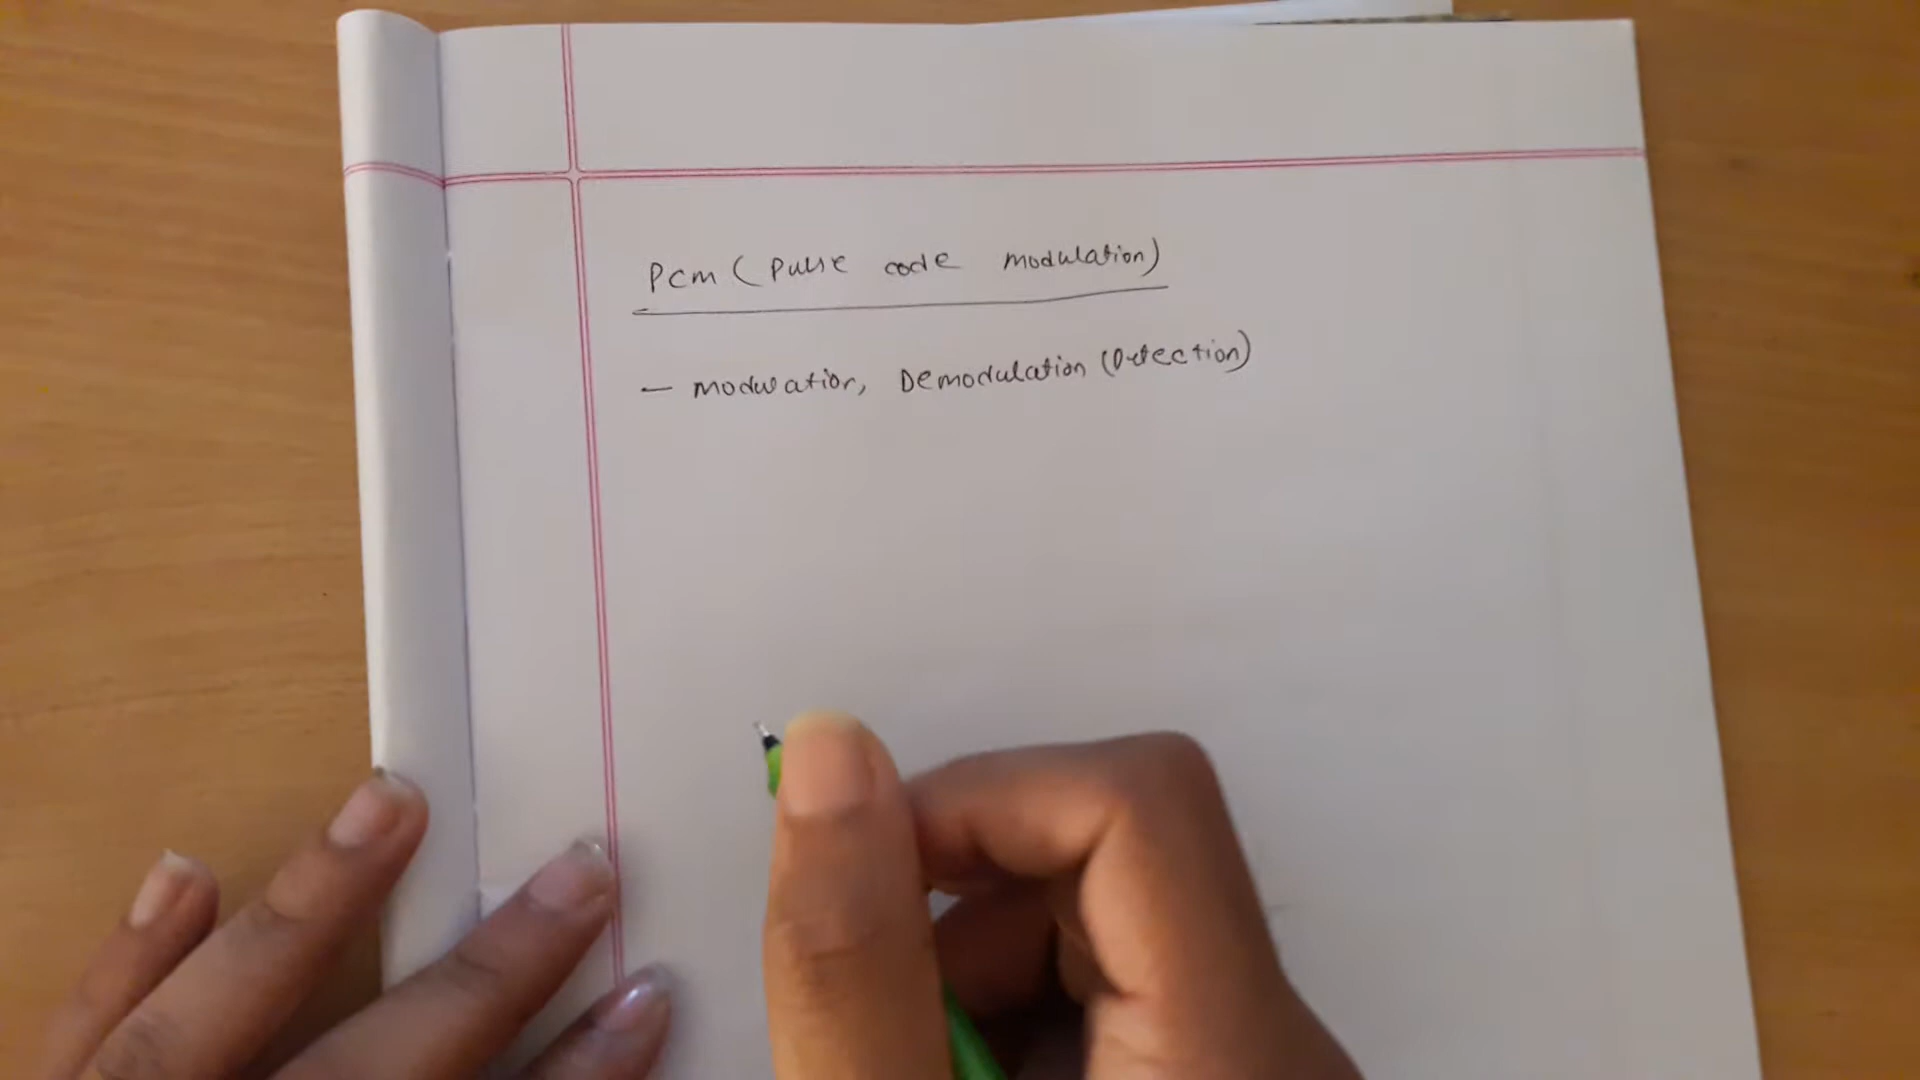 PCM (Pulse code modulation)
— modulation, Demodulation (Detection)